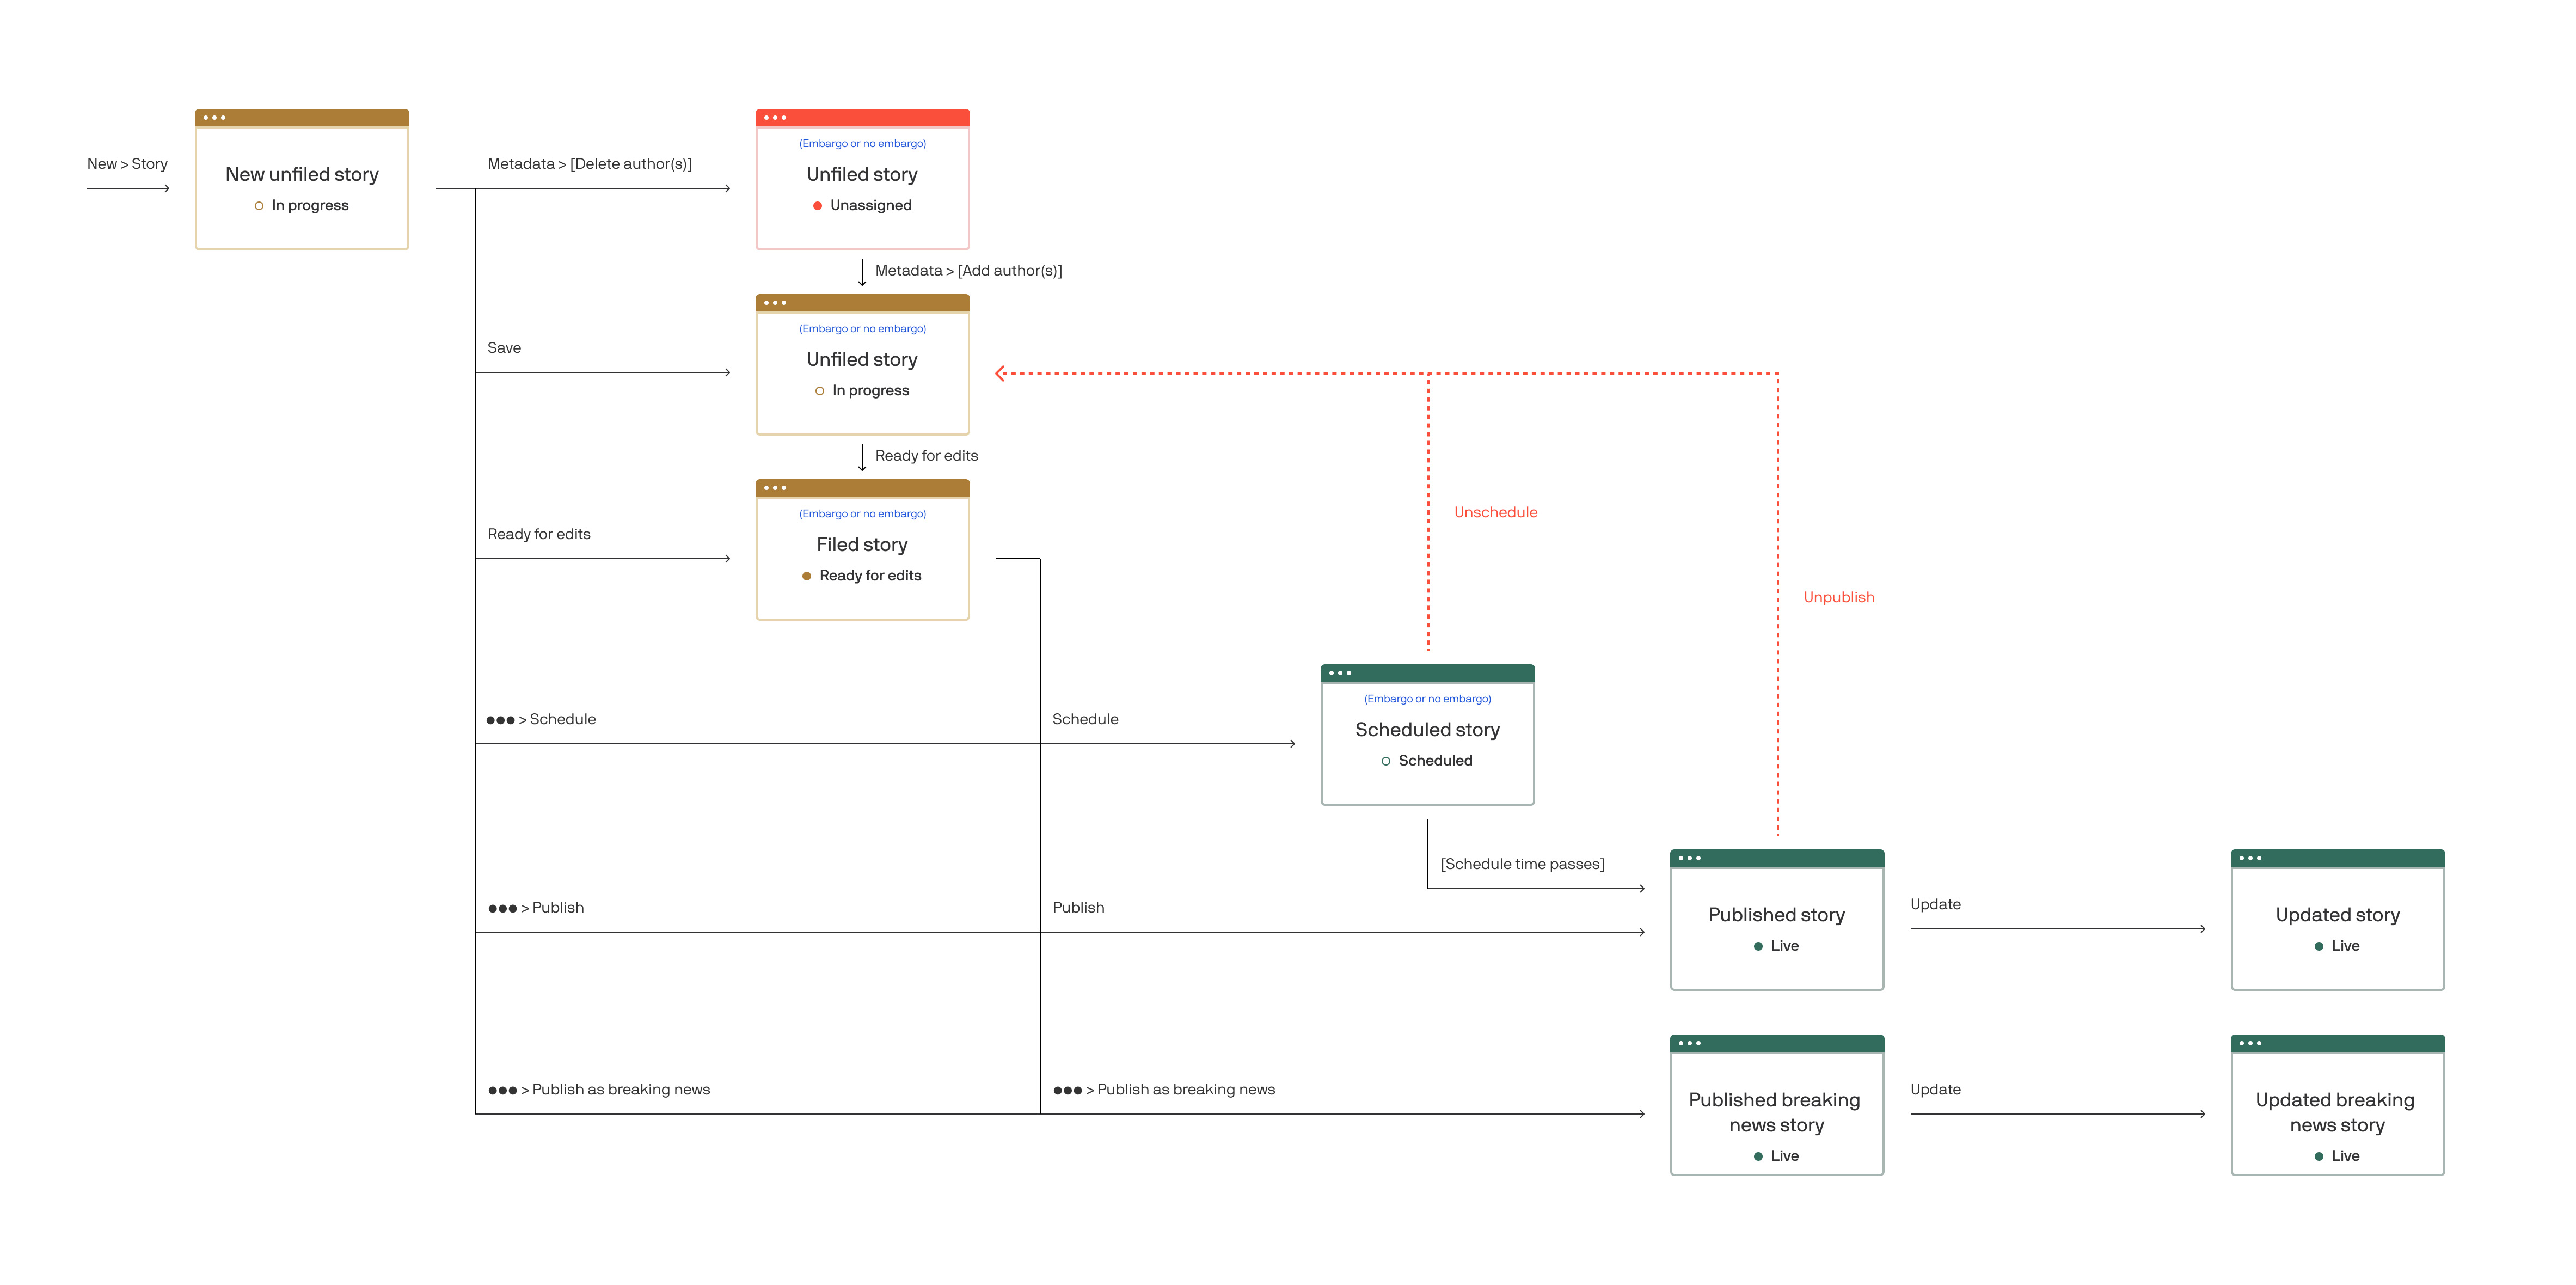 New > Story
New unfiled story
In progress
Metadata > [Delete author(s)]
(Embargo or no embargo)
Unfiled story
Unassigned
Metadata > [Add author(s)]
Save
(Embargo or no embargo)
Unfiled story
In progress
Ready for edits
Ready for edits
(Embargo or no embargo)
Filed story
Ready for edits
Unschedule
Unpublish
●●● > Schedule
Schedule
(Embargo or no embargo)
Scheduled story
Scheduled
[Schedule time passes]
●●● > Publish
Publish
Published story
Live
Update
Updated story
Live
●●● > Publish as breaking news
●●● > Publish as breaking news
Published breaking
news story
Live
Update
Updated breaking
news story
Live